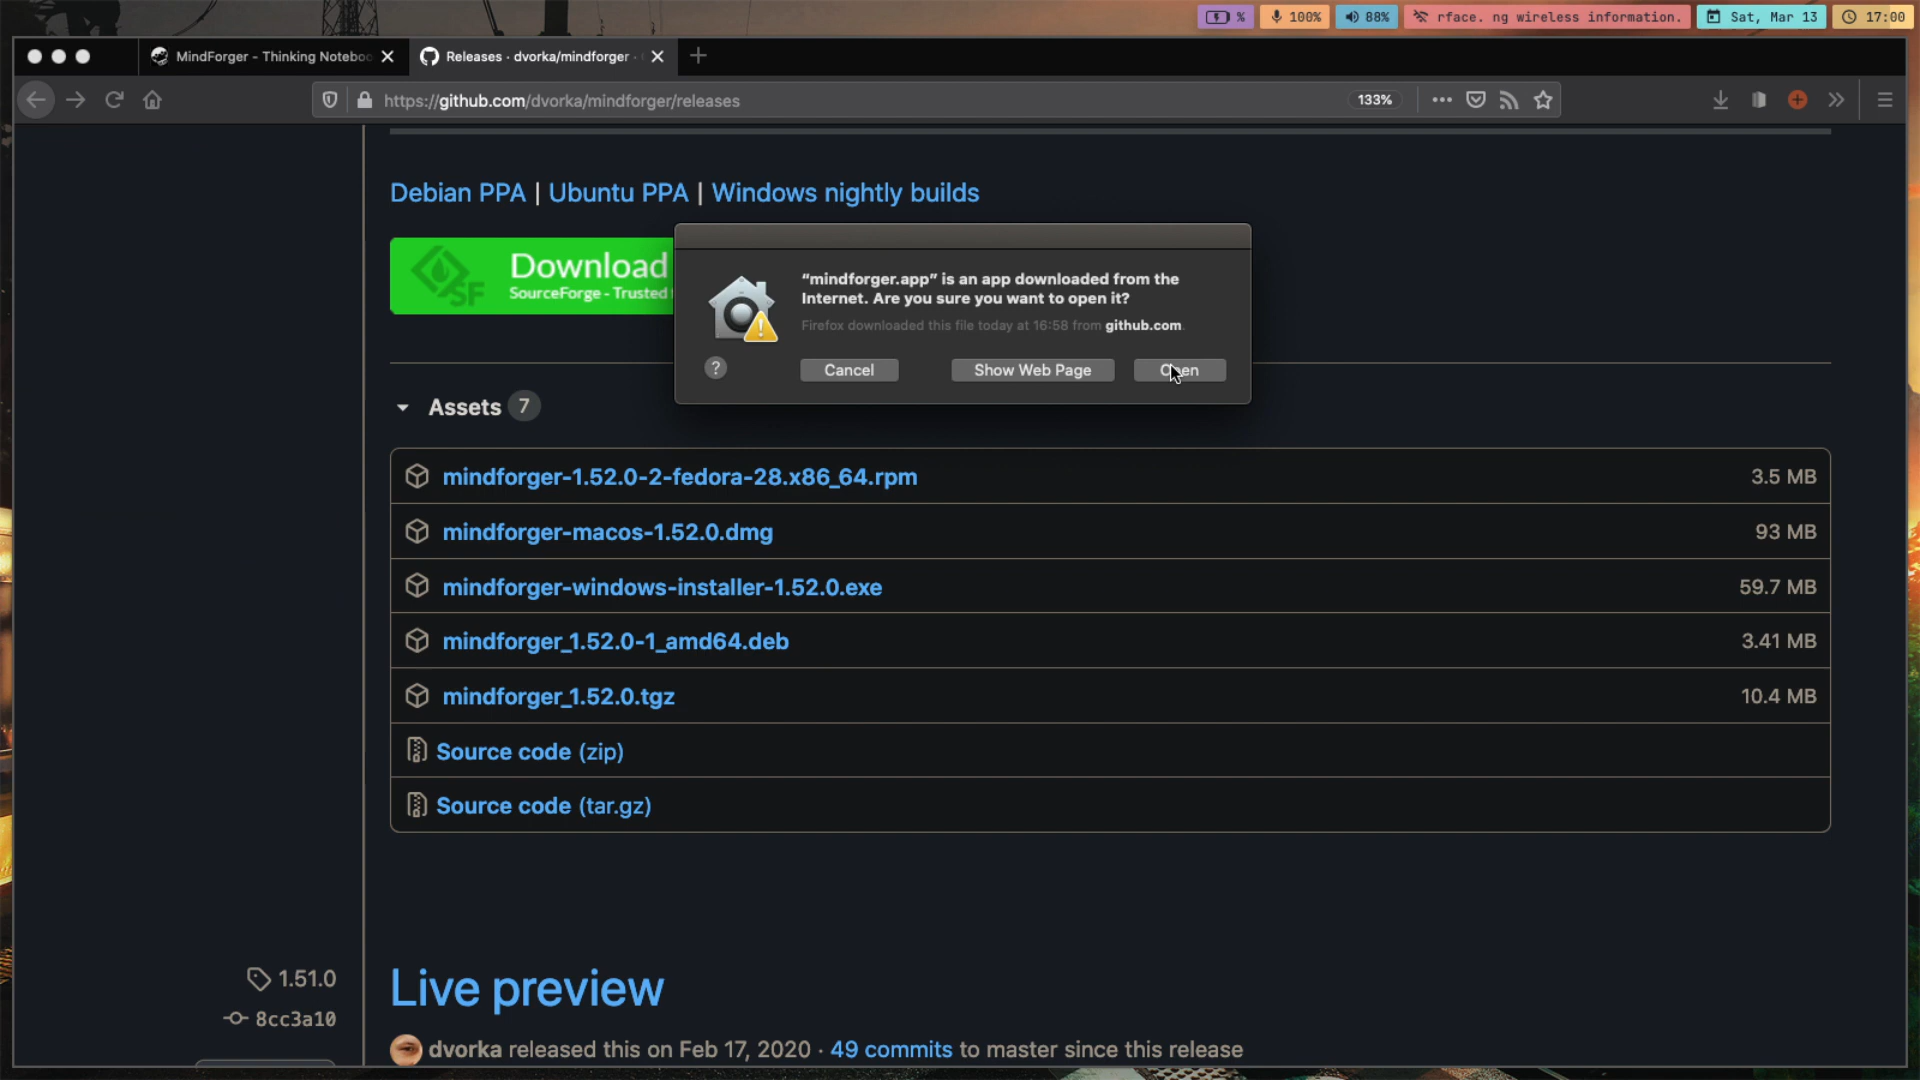 %
100%
88%
rface. ng wireless information.
Sat, Mar 13
17:00
MindForger - Thinking Noteboo
Releases · dvorka/mindforger ·
https://github.com/dvorka/mindforger/releases
133%
Debian PPA | Ubuntu PPA | Windows nightly builds
SF
Download
SourceForge - Trusted
“mindforger.app” is an app downloaded from the
Internet. Are you sure you want to open it?
Firefox downloaded this file today at 16:58 from github.com
?
Cancel
Show Web Page
Open
Assets 7
mindforger-1.52.0-2-fedora-28.x86_64.rpm 3.5 MB
mindforger-macos-1.52.0.dmg 93 MB
mindforger-windows-installer-1.52.0.exe 59.7 MB
mindforger_1.52.0-1_amd64.deb 3.41 MB
mindforger_1.52.0.tgz 10.4 MB
Source code (zip)
Source code (tar.gz)
1.51.0
8cc3a10
Live preview
dvorka released this on Feb 17, 2020 · 49 commits to master since this release